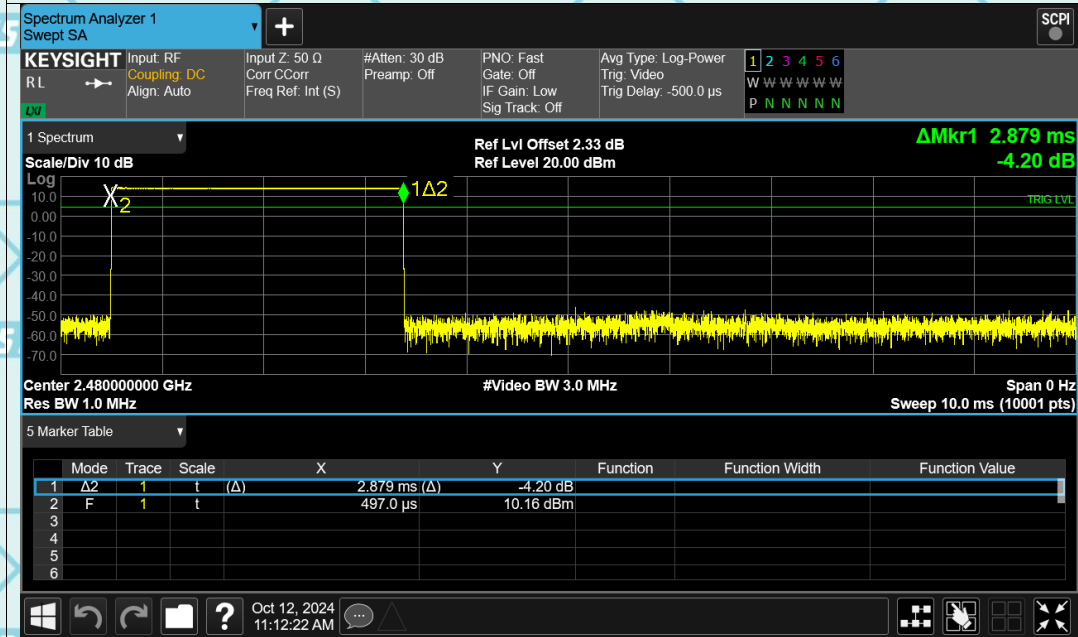 Spectrum Analyzer 1
Swept SA
+
SCPI
KEYSIGHT Input: RF Input Z: 50 Ω #Atten: 30 dB PNO: Fast Avg Type: Log-Power 1 2 3 4 5 6
R L Coupling: DC Corr CCorr Preamp: Off Gate: Off Trig: Video W W W W W W
Align: Auto Freq Ref: Int (S) IF Gain: Low Trig Delay: -500.0 µs P N N N N N
LXI Sig Track: Off
1 Spectrum
Ref Lvl Offset 2.33 dB ΔMkr1 2.879 ms
Scale/Div 10 dB Ref Level 20.00 dBm -4.20 dB
Log
10.0
0.00
-10.0
-20.0
-30.0
-40.0
-50.0
-60.0
-70.0
X 2
1Δ2
TRIG LVL
Center 2.480000000 GHz #Video BW 3.0 MHz Span 0 Hz
Res BW 1.0 MHz Sweep 10.0 ms (10001 pts)
5 Marker Table
Mode Trace Scale X Y Function Function Width Function Value
1 Δ2 1 t (Δ) 2.879 ms (Δ) -4.20 dB
2 F 1 t 497.0 µs 10.16 dBm
3
4
5
6
? Oct 12, 2024
11:12:22 AM